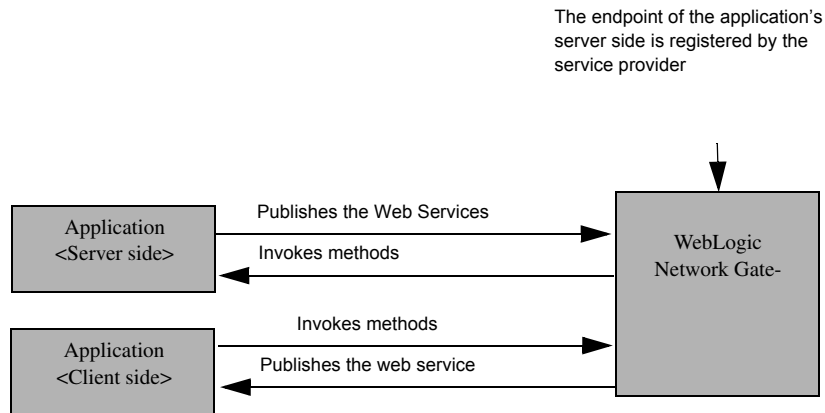 The endpoint of the application's
server side is registered by the
service provider
Publishes the Web Services
Application
<Server side>
Invokes methods
WebLogic
Network Gate-
Invokes methods
Application
<Client side>
Publishes the web service